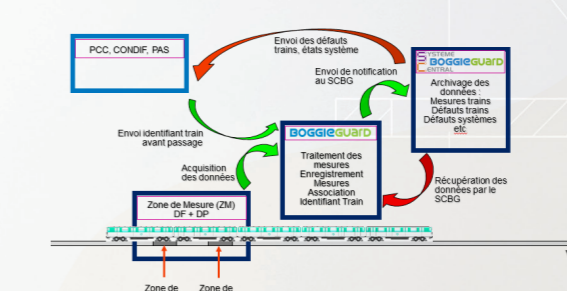 PCC, CONDIF, PAS
Envoi des défauts
trains, états système
SYSTEME
BOGGIEGUARD
CENTRAL
Archivage des
données :
Mesures trains
Défauts trains
Défauts systèmes
etc
Envoi de notification
au SCBG
Envoi identifiant train
avant passage
BOGGIEGUARD
Traitement des
mesures
Enregistrement
Mesures
Association
Identifiant Train
Acquisition
des données
Récupération des
données par le
SCBG
Zone de Mesure (ZM)
DF + DP
Zone de
Zone de